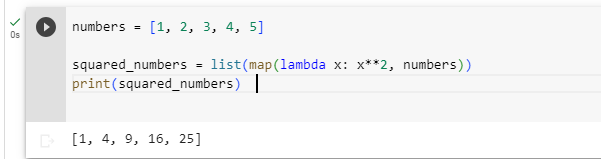 numbers = [1, 2, 3, 4, 5]
squared_numbers = list(map(lambda x: x**2, numbers))
print(squared_numbers)
0s
[1, 4, 9, 16, 25]